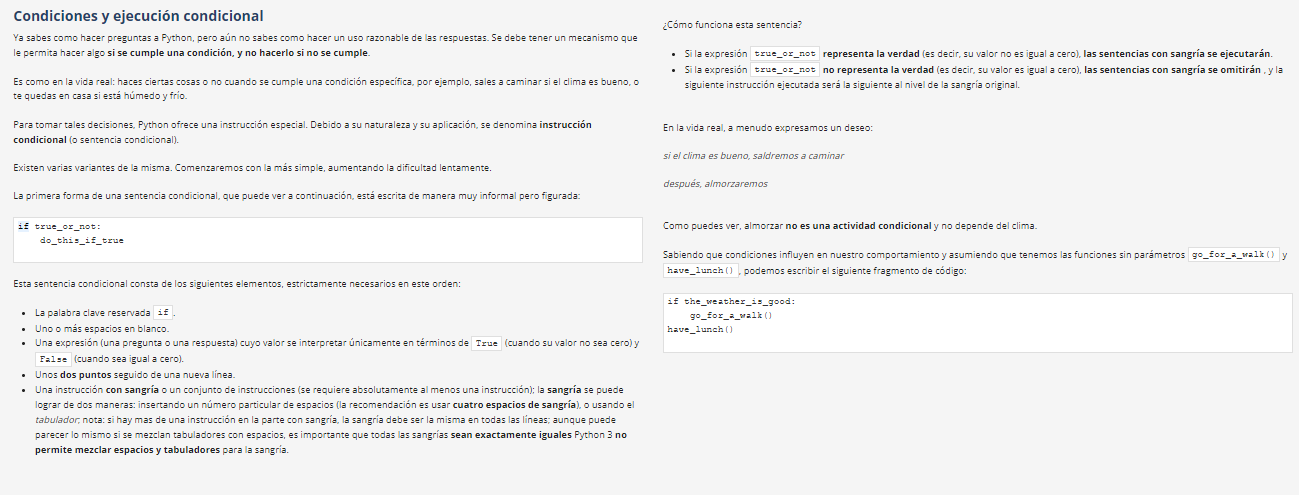 Condiciones y ejecución condicional
Ya sabes como hacer preguntas a Python, pero aún no sabes como hacer un uso razonable de las respuestas. Se debe tener un mecanismo que
le permita hacer algo si se cumple una condición, y no hacerlo si no se cumple.
Es como en la vida real: haces ciertas cosas o no cuando se cumple una condición específica, por ejemplo, sales a caminar si el clima es bueno, o
te quedas en casa si está húmedo y frío.
Para tomar tales decisiones, Python ofrece una instrucción especial. Debido a su naturaleza y su aplicación, se denomina instrucción
condicional (o sentencia condicional).
Existen varias variantes de la misma. Comenzaremos con la más simple, aumentando la dificultad lentamente.
La primera forma de una sentencia condicional, que puede ver a continuación, está escrita de manera muy informal pero figurada:
if true_or_not:
    do_this_if_true
Esta sentencia condicional consta de los siguientes elementos, estrictamente necesarios en este orden:
• La palabra clave reservada if .
• Uno o más espacios en blanco.
• Una expresión (una pregunta o una respuesta) cuyo valor se interpretar únicamente en términos de True (cuando su valor no sea cero) y
False (cuando sea igual a cero).
• Unos dos puntos seguido de una nueva línea.
• Una instrucción con sangría o un conjunto de instrucciones (se requiere absolutamente al menos una instrucción); la sangría se puede
lograr de dos maneras: insertando un número particular de espacios (la recomendación es usar cuatro espacios de sangría), o usando el
tabulador; nota: si hay mas de una instrucción en la parte con sangría, la sangría debe ser la misma en todas las líneas; aunque puede
parecer lo mismo si se mezclan tabuladores con espacios, es importante que todas las sangrías sean exactamente iguales Python 3 no
permite mezclar espacios y tabuladores para la sangría.
¿Cómo funciona esta sentencia?
• Si la expresión true_or_not representa la verdad (es decir, su valor no es igual a cero), las sentencias con sangría se ejecutarán.
• Si la expresión true_or_not no representa la verdad (es decir, su valor es igual a cero), las sentencias con sangría se omitirán , y la
siguiente instrucción ejecutada será la siguiente al nivel de la sangría original.
En la vida real, a menudo expresamos un deseo:
si el clima es bueno, saldremos a caminar
después, almorzaremos
Como puedes ver, almorzar no es una actividad condicional y no depende del clima.
Sabiendo que condiciones influyen en nuestro comportamiento y asumiendo que tenemos las funciones sin parámetros go_for_a_walk() y
have_lunch() , podemos escribir el siguiente fragmento de código:
if the_weather_is_good:
    go_for_a_walk()
have_lunch()